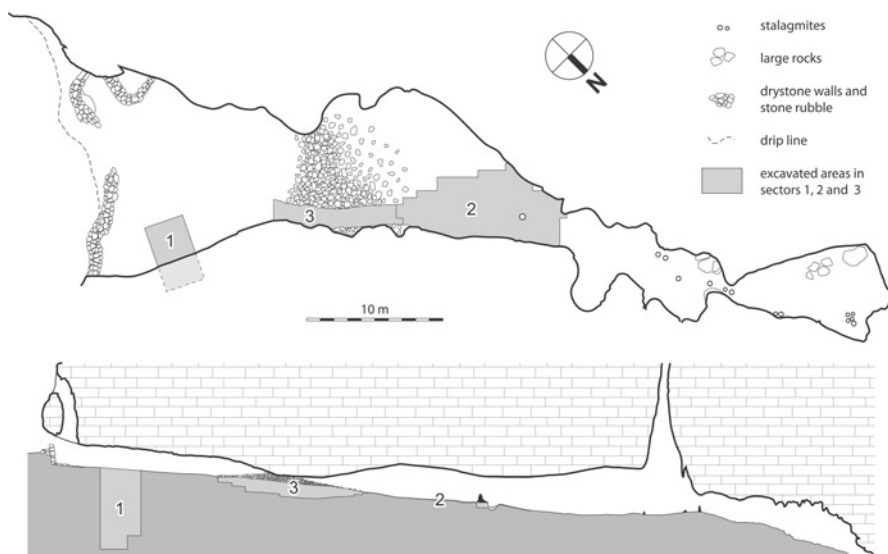 stalagmites
large rocks
drystone walls and
stone rubble
drip line
excavated areas in
sectors 1, 2 and 3
N
1
2
3
10 m
1
3
2